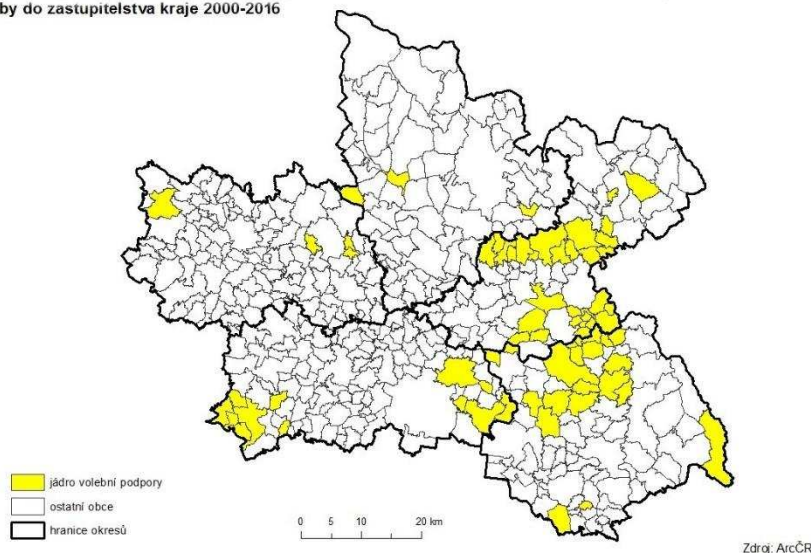 by do zastupitelstva kraje 2000-2016
jádro volební podpory
ostatní obce
hranice okresů
0 5 10 20 km
Zdroj: ArcČR